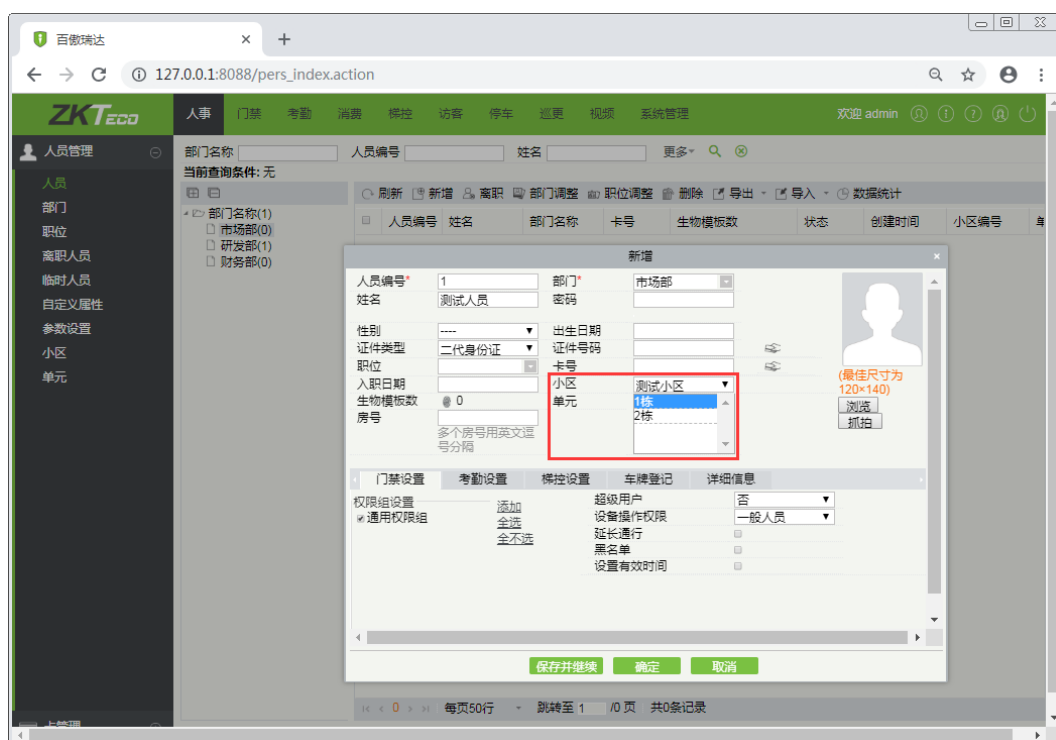 百傲瑞达
127.0.0.1:8088/pers_index.action
ZKTeco 人事 门禁 考勤 消费 梯控 访客 停车 巡更 视频 系统管理 欢迎 admin
人员管理
人员
部门
职位
离职人员
临时人员
自定义属性
参数设置
小区
单元
部门名称 人员编号 姓名 更多
当前查询条件: 无
部门名称(1)
市场部(0)
研发部(1)
财务部(0)
刷新 新增 离职 部门调整 职位调整 删除 导出 导入 数据统计
人员编号 姓名 部门名称 卡号 生物模板数 状态 创建时间 小区编号
新增
人员编号* 1 部门* 市场部
姓名 测试人员 密码
性别 ---- 出生日期
证件类型 二代身份证 证件号码
职位 卡号
入职日期 小区 测试小区
生物模板数 0 单元 1栋
房号 2栋
多个房号用英文逗
号分隔
(最佳尺寸为
120×140)
浏览
抓拍
门禁设置 考勤设置 梯控设置 车牌登记 详细信息
权限组设置 添加 超级用户 否
通用权限组 全选 设备操作权限 一般人员
全不选 延长通行
黑名单
设置有效时间
保存并继续 确定 取消
0 每页50行 跳转至 1 /0 页 共0条记录